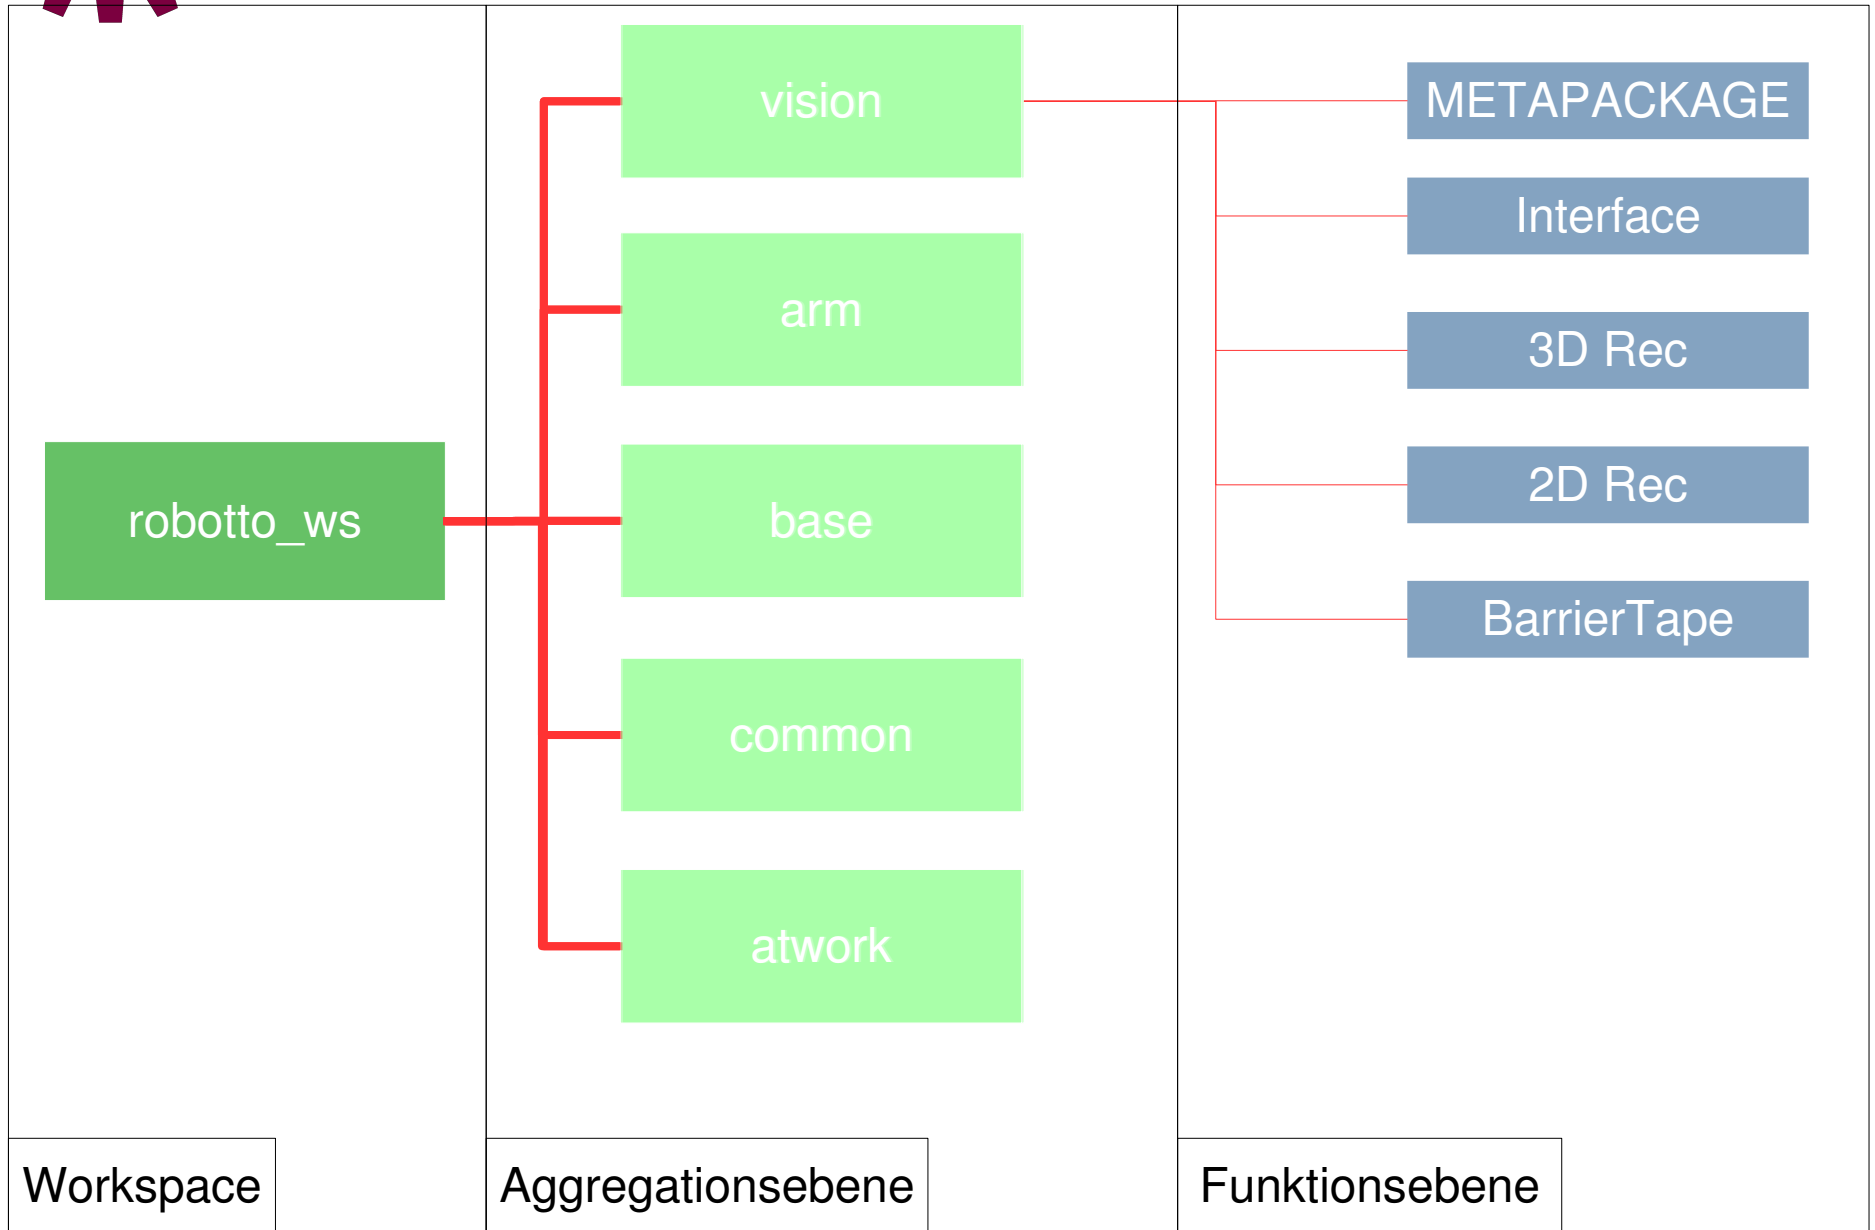 robotto_ws
vision
arm
base
common
atwork
METAPACKAGE
Interface
3D Rec
2D Rec
BarrierTape
Workspace
Aggregationsebene
Funktionsebene